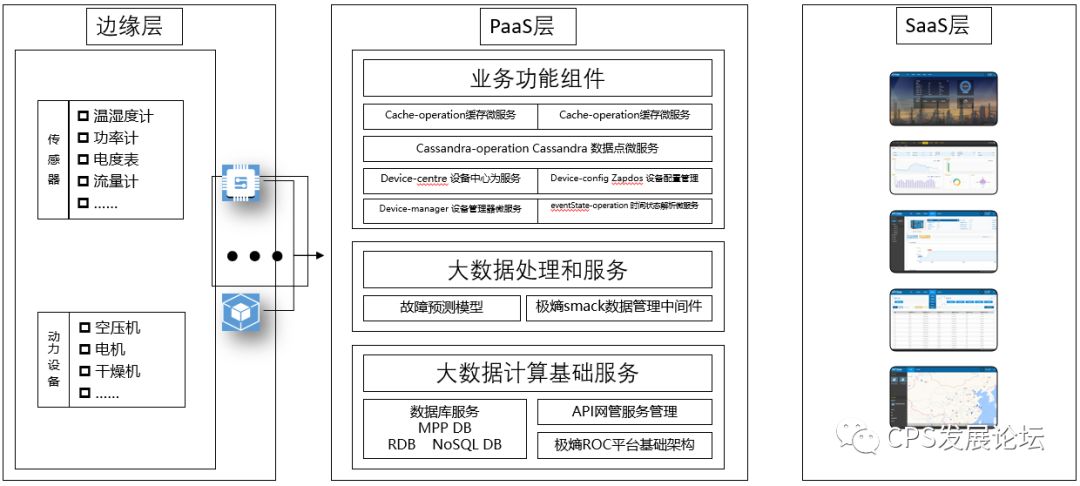 边缘层
传感器
温湿度计
功率计
电度表
流量计
......
动力设备
空压机
电机
干燥机
......
PaaS层
业务功能组件
Cache-operation缓存微服务
Cache-operation缓存微服务
Cassandra-operation Cassandra 数据点微服务
Device-centre 设备中心为服务
Device-config Zapdos 设备配置管理
Device-manager 设备管理器微服务
eventState-operation 时间状态解析微服务
大数据处理和服务
故障预测模型
极熵smack数据管理中间件
大数据计算基础服务
数据库服务
MPP DB
RDB NoSQL DB
API网管服务管理
极熵ROC平台基础架构
SaaS层
CPS发展论坛